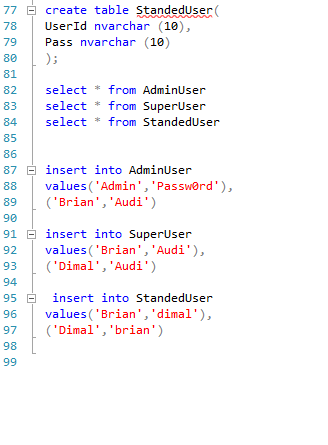 77 create table StandedUser(
78 UserId nvarchar (10),
79 Pass nvarchar (10)
80 );
81
82 select * from AdminUser
83 select * from SuperUser
84 select * from StandedUser
85
86
87 insert into AdminUser
88 values('Admin','Passw0rd'),
89 ('Brian','Audi')
90
91 insert into SuperUser
92 values('Brian','Audi'),
93 ('Dimal','Audi')
94
95 insert into StandedUser
96 values('Brian','dimal'),
97 ('Dimal','brian')
98
99